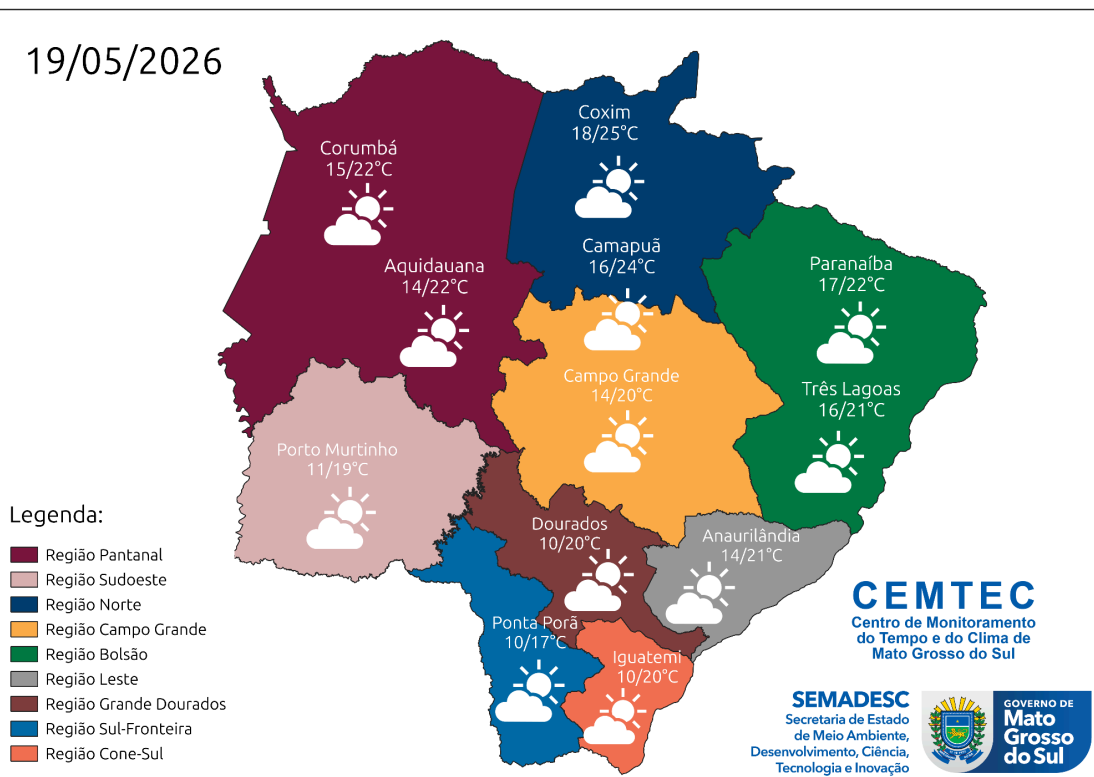 19/05/2026
Coxim
18/25°C
Corumbá
15/22°C
Camapuã
16/24°C
Aquidauana
14/22°C
Paranaíba
17/22°C
Campo Grande
14/20°C
Três Lagoas
16/21°C
Porto Murtinho
11/19°C
Dourados
10/20°C
Anaurilândia
14/21°C
Ponta Porã
10/17°C
Iguatemi
10/20°C
Legenda:
Região Pantanal
Região Sudoeste
Região Norte
Região Campo Grande
Região Bolsão
Região Leste
Região Grande Dourados
Região Sul-Fronteira
Região Cone-Sul
CEMTEC
Centro de Monitoramento
do Tempo e do Clima de
Mato Grosso do Sul
SEMADESC
Secretaria de Estado
de Meio Ambiente,
Desenvolvimento, Ciência,
Tecnologia e Inovação
GOVERNO DE
Mato
Grosso
do Sul